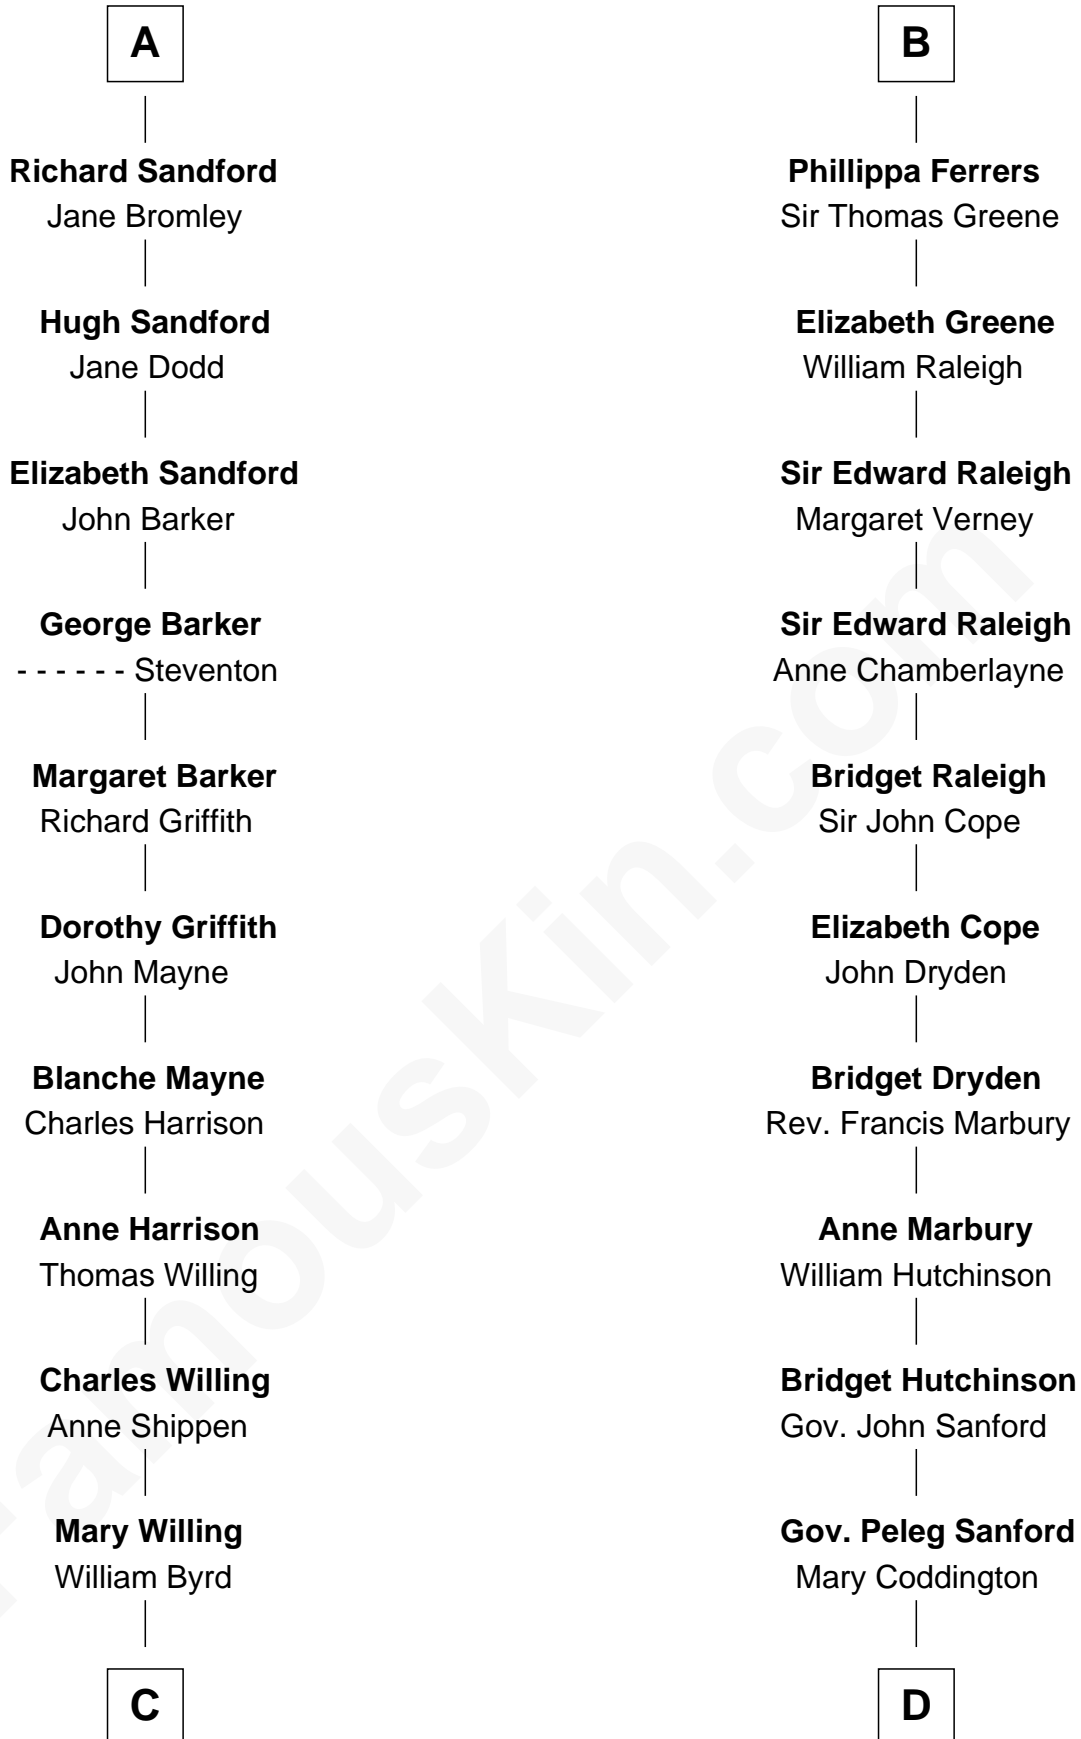 A
Richard Sandford
Jane Bromley
Hugh Sandford
Jane Dodd
Elizabeth Sandford
John Barker
George Barker
- - - - - - Steventon
Margaret Barker
Richard Griffith
Dorothy Griffith
John Mayne
Blanche Mayne
Charles Harrison
Anne Harrison
Thomas Willing
Charles Willing
Anne Shippen
Mary Willing
William Byrd
C
B
Phillippa Ferrers
Sir Thomas Greene
Elizabeth Greene
William Raleigh
Sir Edward Raleigh
Margaret Verney
Sir Edward Raleigh
Anne Chamberlayne
Bridget Raleigh
Sir John Cope
Elizabeth Cope
John Dryden
Bridget Dryden
Rev. Francis Marbury
Anne Marbury
William Hutchinson
Bridget Hutchinson
Gov. John Sanford
Gov. Peleg Sanford
Mary Coddington
D
FamousKin.com